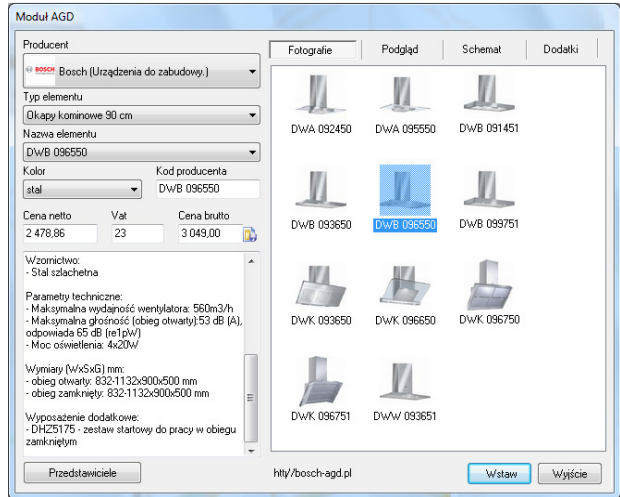 Moduł AGD
Producent
BOSCH Bosch (Urządzenia do zabudowy.)
Typ elementu
Okapy kominowe 90 cm
Nazwa elementu
DWB 096550
Kolor Kod producenta
stal DWB 096550
Cena netto Vat Cena brutto
2 478,86 23 3 049,00
Wzornictwo:
- Stal szlachetna
Parametry techniczne:
- Maksymalna wydajność wentylatora: 560m3/h
- Maksymalna głośność (obieg otwarty):53 dB (A),
odpowiada 65 dB (re1pW)
- Moc oświetlenia: 4x20W
Wymiary (WxSxG) mm:
- obieg otwarty: 832-1132x900x500 mm
- obieg zamknięty: 832-1132x900x500 mm
Wyposażenie dodatkowe:
- DHZ5175 - zestaw startowy do pracy w obiegu
zamkniętym
Przedstawiciele
Fotografie Podgląd Schemat Dodatki
DWA 092450 DWA 095550 DWB 091451
DWB 093650 DWB 096550 DWB 099751
DWK 093650 DWK 096650 DWK 096750
DWK 096751 DWW 093651
htty/bosch-agd.pl Wstaw Wyjście